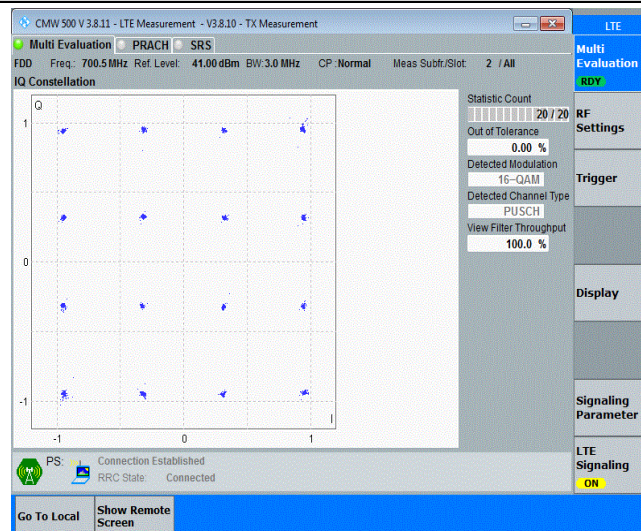 CMW 500 V 3.8.11 - LTE Measurement - V3.8.10 - TX Measurement
LTE
Multi Evaluation PRACH SRS
Multi
Evaluation
RDY
FDD Freq.: 700.5 MHz Ref. Level: 41.00 dBm BW: 3.0 MHz CP : Normal Meas Subfr./Slot: 2 / All
IQ Constellation
Q
1
0
-1
I
-1 0 1
Statistic Count
20 / 20
Out of Tolerance
0.00 %
Detected Modulation
16-QAM
Detected Channel Type
PUSCH
View Filter Throughput
100.0 %
RF
Settings
Trigger
Display
Signaling
Parameter
LTE
Signaling
ON
PS: Connection Established
RRC State: Connected
Go To Local
Show Remote
Screen